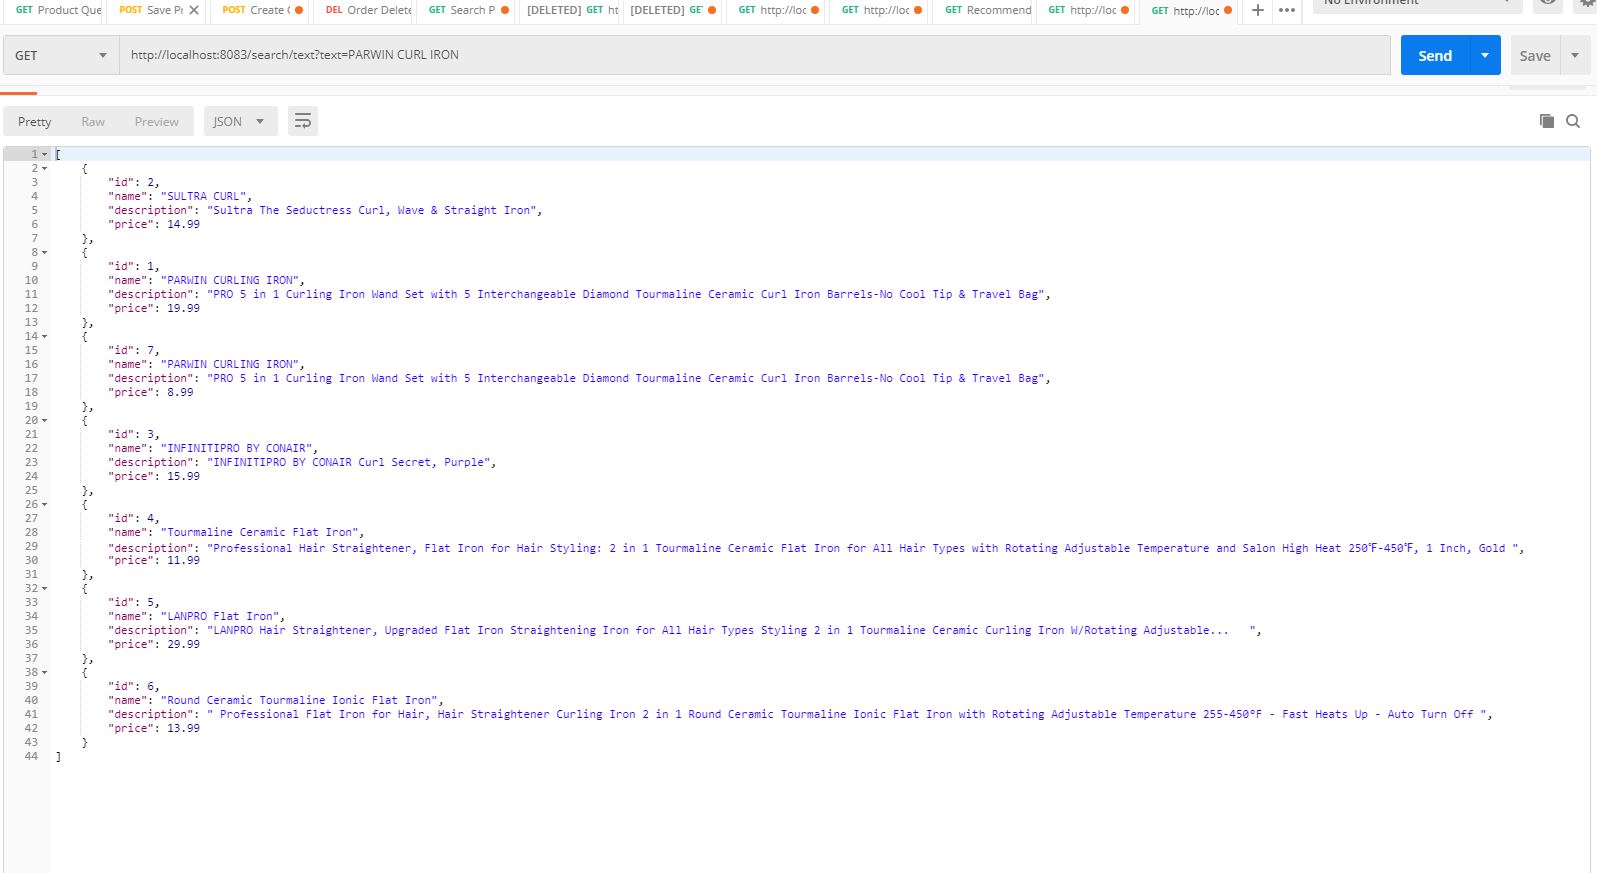 GET Product Que POST Save P DEL Order Delete GET Search P [DELETED] GET [DELETED] GET http://loc GET http://loc GET Recommend GET http://loc GET http://loc + •••
POST Create No Environment
GET http://localhost:8083/search/text?text=PARWIN CURL IRON Send Save
Pretty Raw Preview JSON
1 [
2 {
3 "id": 2,
4 "name": "SULTRA CURL",
5 "description": "Sultra The Seductress Curl, Wave & Straight Iron",
6 "price": 14.99
7 },
8 {
9 "id": 1,
10 "name": "PARWIN CURLING IRON",
11 "description": "PRO 5 in 1 Curling Iron Wand Set with 5 Interchangeable Diamond Tourmaline Ceramic Curl Iron Barrels-No Cool Tip & Travel Bag",
12 "price": 19.99
13 },
14 {
15 "id": 7,
16 "name": "PARWIN CURLING IRON",
17 "description": "PRO 5 in 1 Curling Iron Wand Set with 5 Interchangeable Diamond Tourmaline Ceramic Curl Iron Barrels-No Cool Tip & Travel Bag",
18 "price": 8.99
19 },
20 {
21 "id": 3,
22 "name": "INFINITIPRO BY CONAIR",
23 "description": "INFINITIPRO BY CONAIR Curl Secret, Purple",
24 "price": 15.99
25 },
26 {
27 "id": 4,
28 "name": "Tourmaline Ceramic Flat Iron",
29 "description": "Professional Hair Straightener, Flat Iron for Hair Styling: 2 in 1 Tourmaline Ceramic Flat Iron for All Hair Types with Rotating Adjustable Temperature and Salon High Heat 250℉-450℉, 1 Inch, Gold ",
30 "price": 11.99
31 },
32 {
33 "id": 5,
34 "name": "LANPRO Flat Iron",
35 "description": "LANPRO Hair Straightener, Upgraded Flat Iron Straightening Iron for All Hair Types Styling 2 in 1 Tourmaline Ceramic Curling Iron W/Rotating Adjustable... ",
36 "price": 29.99
37 },
38 {
39 "id": 6,
40 "name": "Round Ceramic Tourmaline Ionic Flat Iron",
41 "description": " Professional Flat Iron for Hair, Hair Straightener Curling Iron 2 in 1 Round Ceramic Tourmaline Ionic Flat Iron with Rotating Adjustable Temperature 255-450ºF - Fast Heats Up - Auto Turn Off ",
42 "price": 13.99
43 }
44 ]